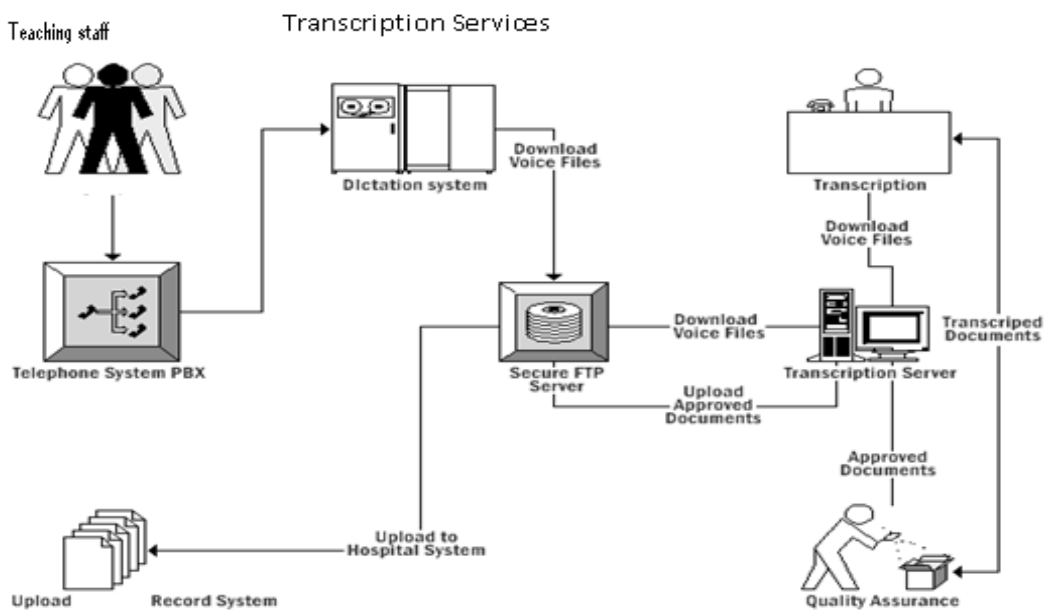 Transcription Services
Teaching staff
Download
Voice Files
DIctation system
Transcription
Download
Voice Files
Download
Voice Files
Transcriped
Documents
Telephone System PBX
Secure FTP
Server
Transcription Server
Upload
Approved
Documents
Approved
Documents
Upload to
Hospital System
Upload
Record System
Quality Assurance